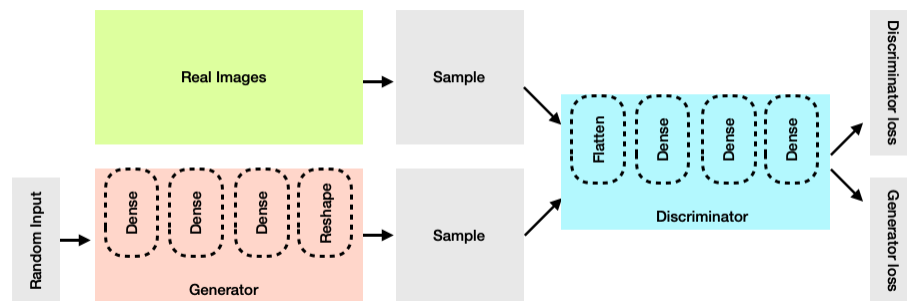 Real Images
Sample
Random Input
Dense
Dense
Dense
Reshape
Generator
Sample
Flatten
Dense
Dense
Dense
Discriminator
Discriminator loss
Generator loss